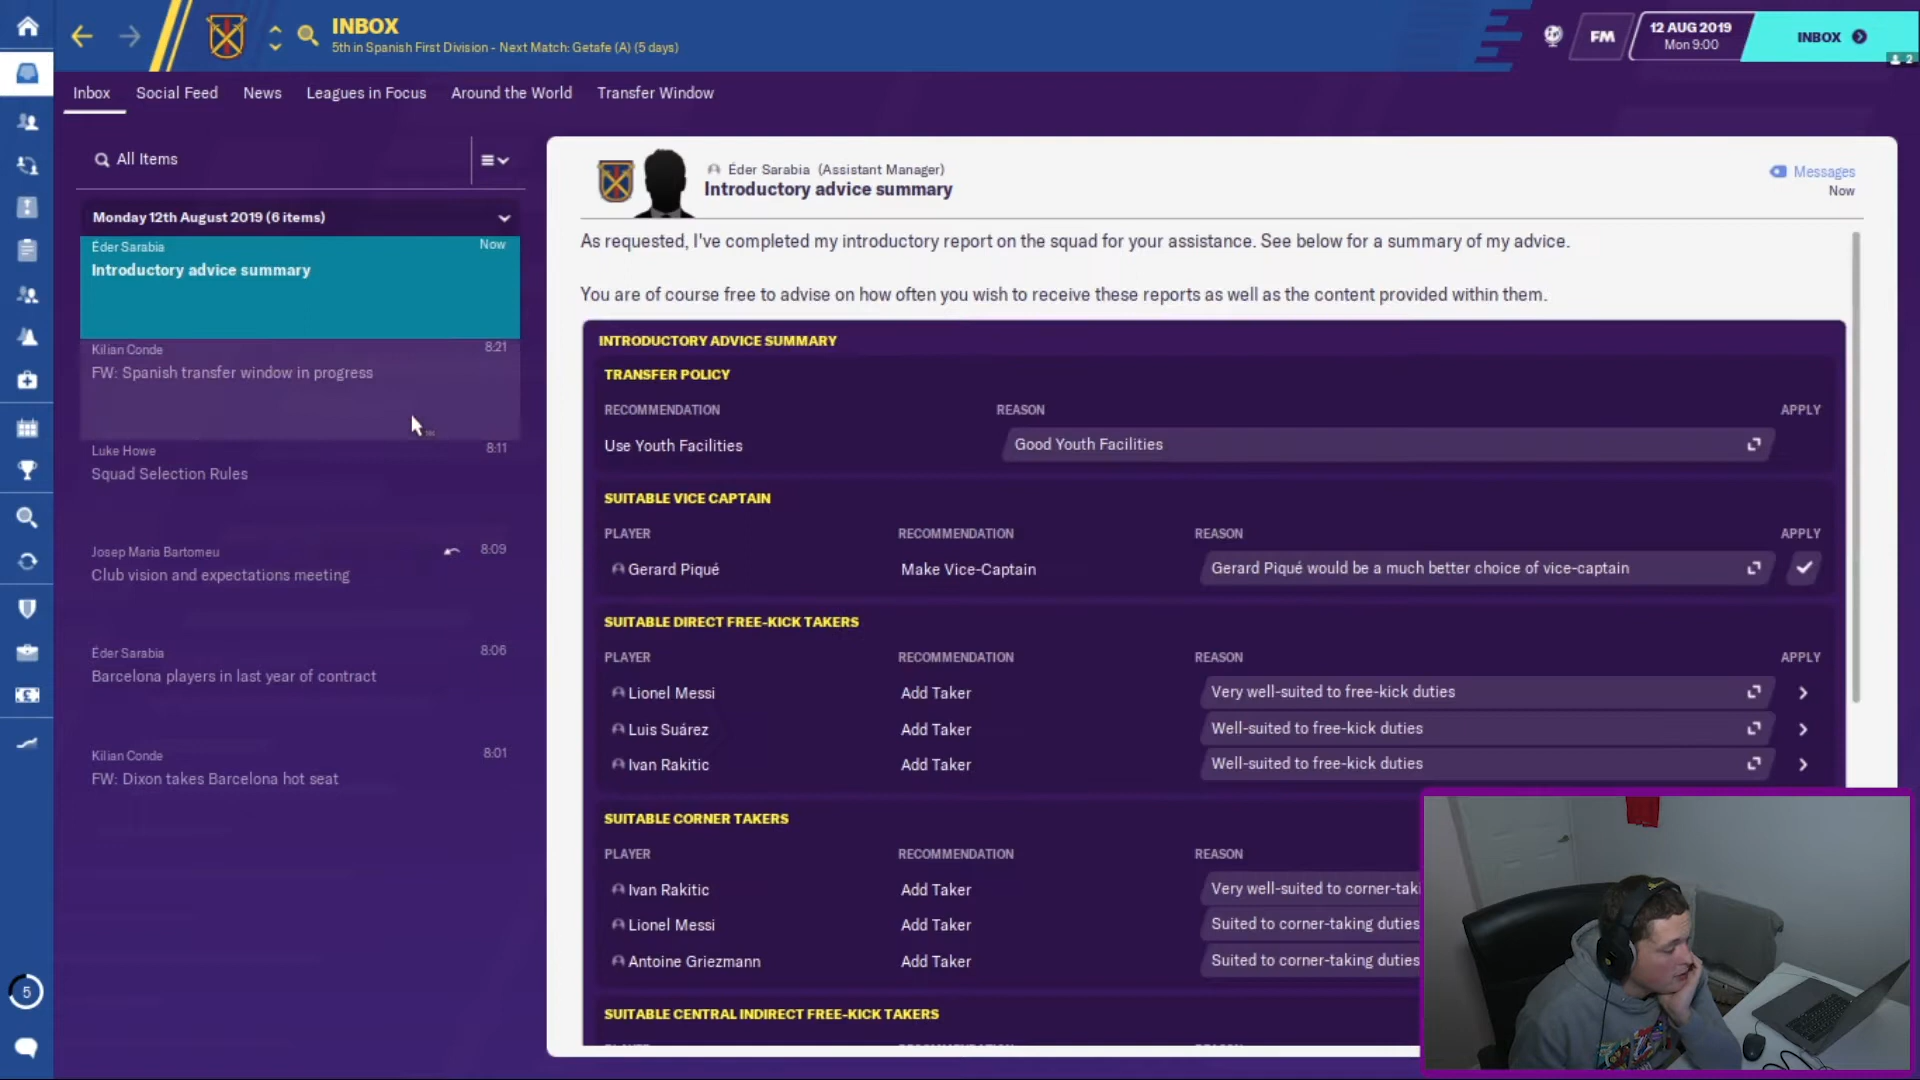 INBOX
5th in Spanish First Division - Next Match: Getafe (A) (5 days)
FM
12 AUG 2019
Mon 9:00
INBOX
2
Inbox Social Feed News Leagues in Focus Around the World Transfer Window
All Items
Monday 12th August 2019 (6 items)
Éder Sarabia Now
Introductory advice summary
Kilian Conde 8:21
FW: Spanish transfer window in progress
Luke Howe 8:11
Squad Selection Rules
Josep Maria Bartomeu 8:09
Club vision and expectations meeting
Éder Sarabia 8:06
Barcelona players in last year of contract
Kilian Conde 8:01
FW: Dixon takes Barcelona hot seat
5
Éder Sarabia (Assistant Manager)
Introductory advice summary
Messages
Now
As requested, I've completed my introductory report on the squad for your assistance. See below for a summary of my advice.
You are of course free to advise on how often you wish to receive these reports as well as the content provided within them.
INTRODUCTORY ADVICE SUMMARY
TRANSFER POLICY
RECOMMENDATION REASON APPLY
Use Youth Facilities Good Youth Facilities
SUITABLE VICE CAPTAIN
PLAYER RECOMMENDATION REASON APPLY
Gerard Piqué Make Vice-Captain Gerard Piqué would be a much better choice of vice-captain
SUITABLE DIRECT FREE-KICK TAKERS
PLAYER RECOMMENDATION REASON APPLY
Lionel Messi Add Taker Very well-suited to free-kick duties
Luis Suárez Add Taker Well-suited to free-kick duties
Ivan Rakitic Add Taker Well-suited to free-kick duties
SUITABLE CORNER TAKERS
PLAYER RECOMMENDATION REASON
Ivan Rakitic Add Taker Very well-suited to corner-taki
Lionel Messi Add Taker Suited to corner-taking duties
Antoine Griezmann Add Taker Suited to corner-taking duties
SUITABLE CENTRAL INDIRECT FREE-KICK TAKERS